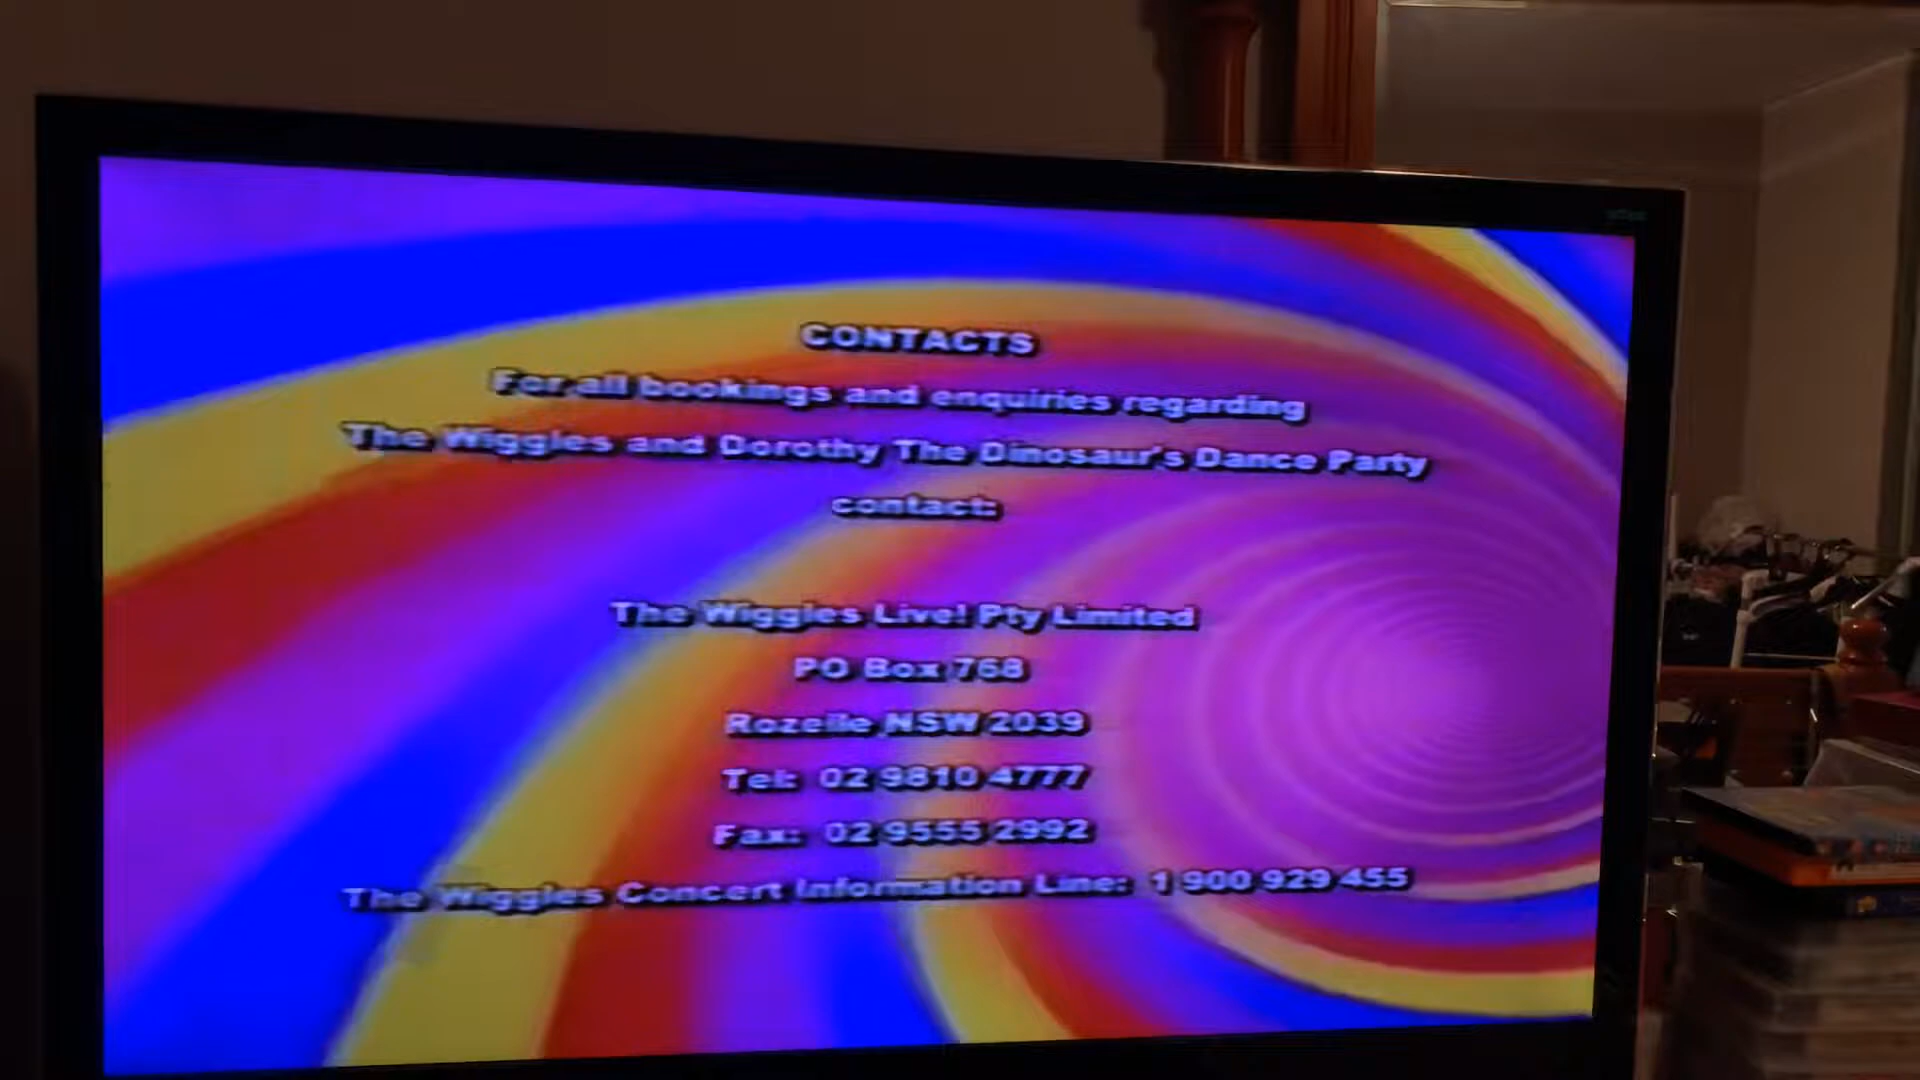 CONTACTS
For all bookings and enquiries regarding
The Wiggles and Dorothy The Dinosaur's Dance Party
contact:
The Wiggles Live! Pty Limited
PO Box 768
Rozelle NSW 2039
Tel: 02 9810 4777
Fax: 02 9555 2992
The Wiggles Concert Information Line: 1 900 929 455